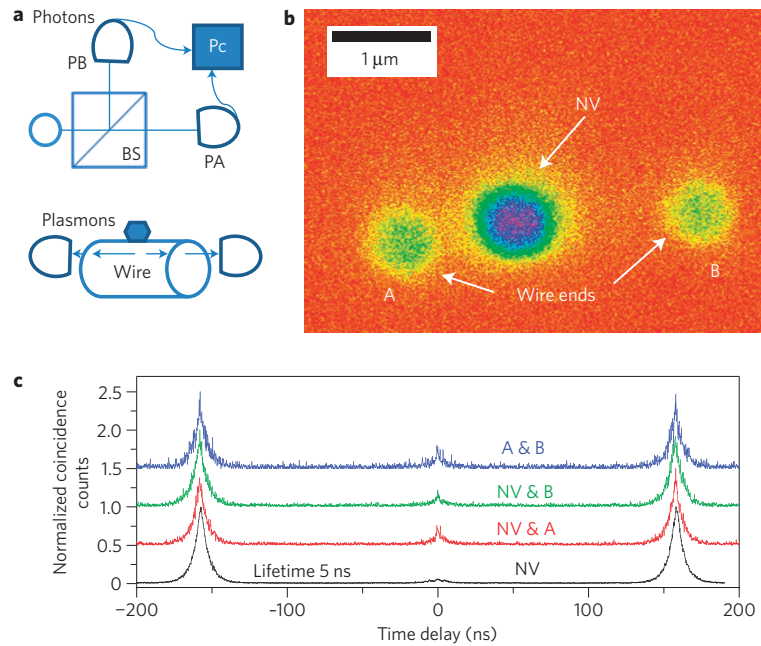 a
Photons
PB
Pc
BS
PA
Plasmons
Wire
b
1 µm
NV
A
Wire ends
B
c
Normalized coincidence
counts
2.5
2.0
1.5
1.0
0.5
0
A & B
NV & B
NV & A
Lifetime 5 ns
NV
−200
-100
0
100
200
Time delay (ns)